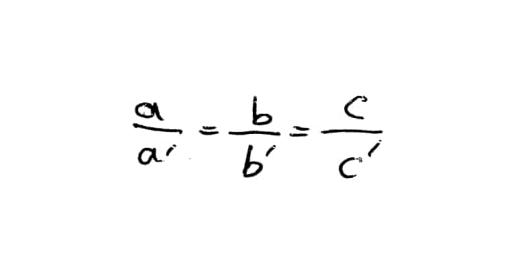 a/a' = b/b' = c/c'